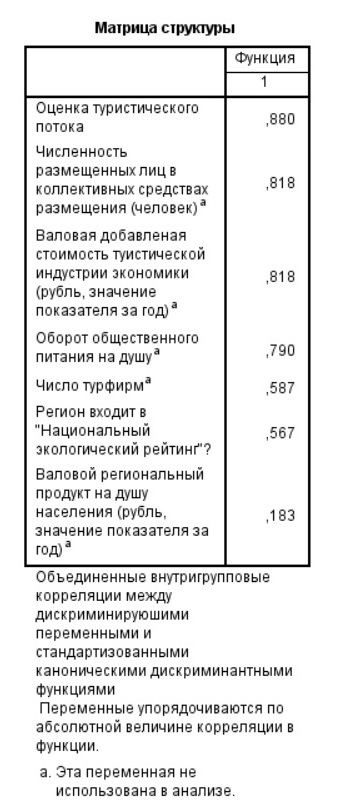 Матрица структуры
Функция
1
Оценка туристического
потока
,880
Численность
размещенных лиц в
коллективных средствах
размещения (человек) a
,818
Валовая добавленая
стоимость туистической
индустрии экономики
(рубль, значение
показателя за год) a
,818
Оборот общественного
питания на душу a
,790
Число турфирм a
,587
Регион входит в
"Национальный
экологический рейтинг"?
,567
Валовой региональный
продукт на душу
населения (рубль,
значение показателя за
год) a
,183
Объединенные внутригрупповые
корреляции между
дискриминируюшими
переменными и
стандартизованными
каноническими дискриминантными
функциями
Переменные упорядочиваются по
абсолютной величине корреляции в
функции.
a. Эта переменная не
использована в анализе.